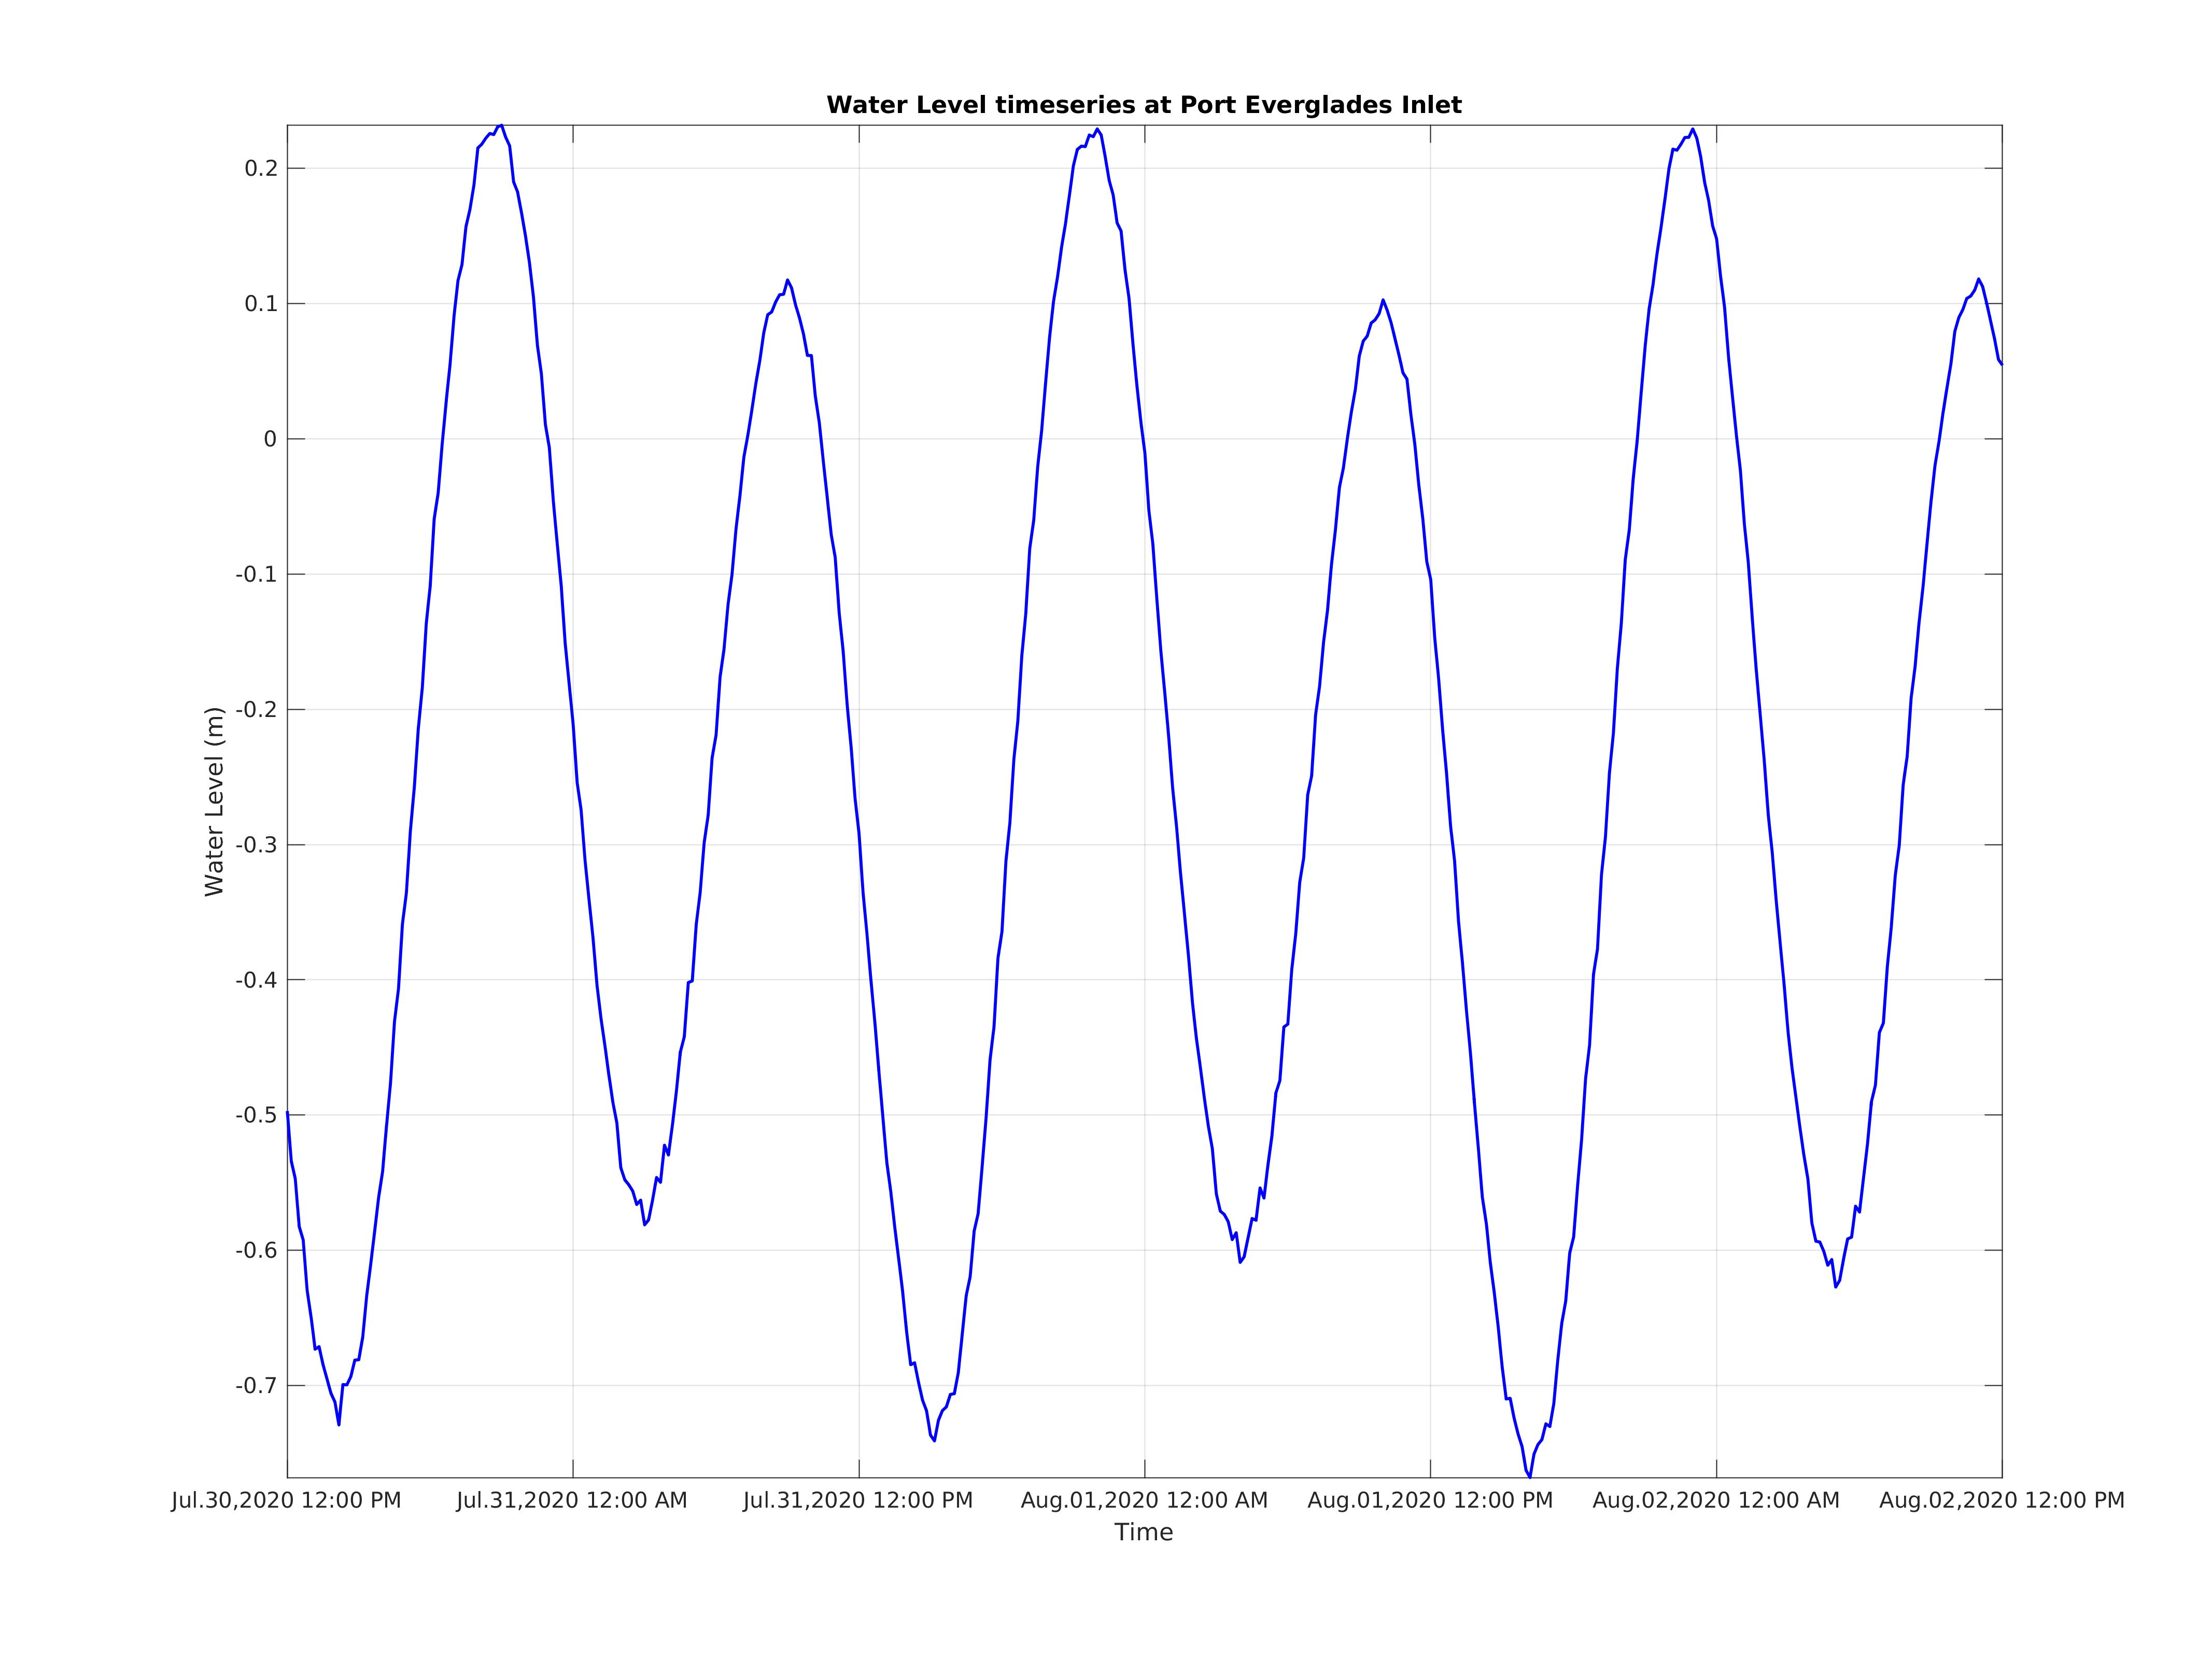 Water Level timeseries at Port Everglades Inlet
0.2
0.1
0
-0.1
-0.2
-0.3
-0.4
-0.5
-0.6
-0.7
Water Level (m)
Jul.30,2020 12:00 PM Jul.31,2020 12:00 AM Jul.31,2020 12:00 PM Aug.01,2020 12:00 AM Aug.01,2020 12:00 PM Aug.02,2020 12:00 AM Aug.02,2020 12:00 PM
Time